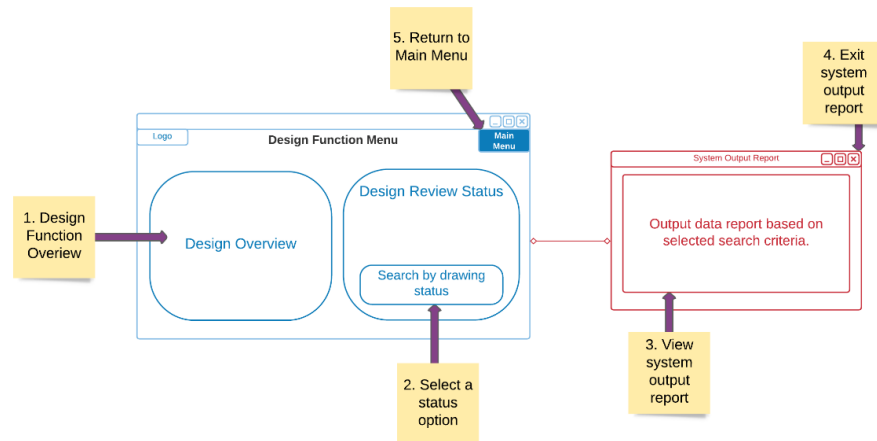 5. Return to
Main Menu
4. Exit
system
output
report
Logo
Design Function Menu
Main
Menu
System Output Report
Design Review Status
1. Design
Function
Overiew
Design Overview
Output data report based on
selected search criteria.
Search by drawing
status
3. View
system
output
report
2. Select a
status
option